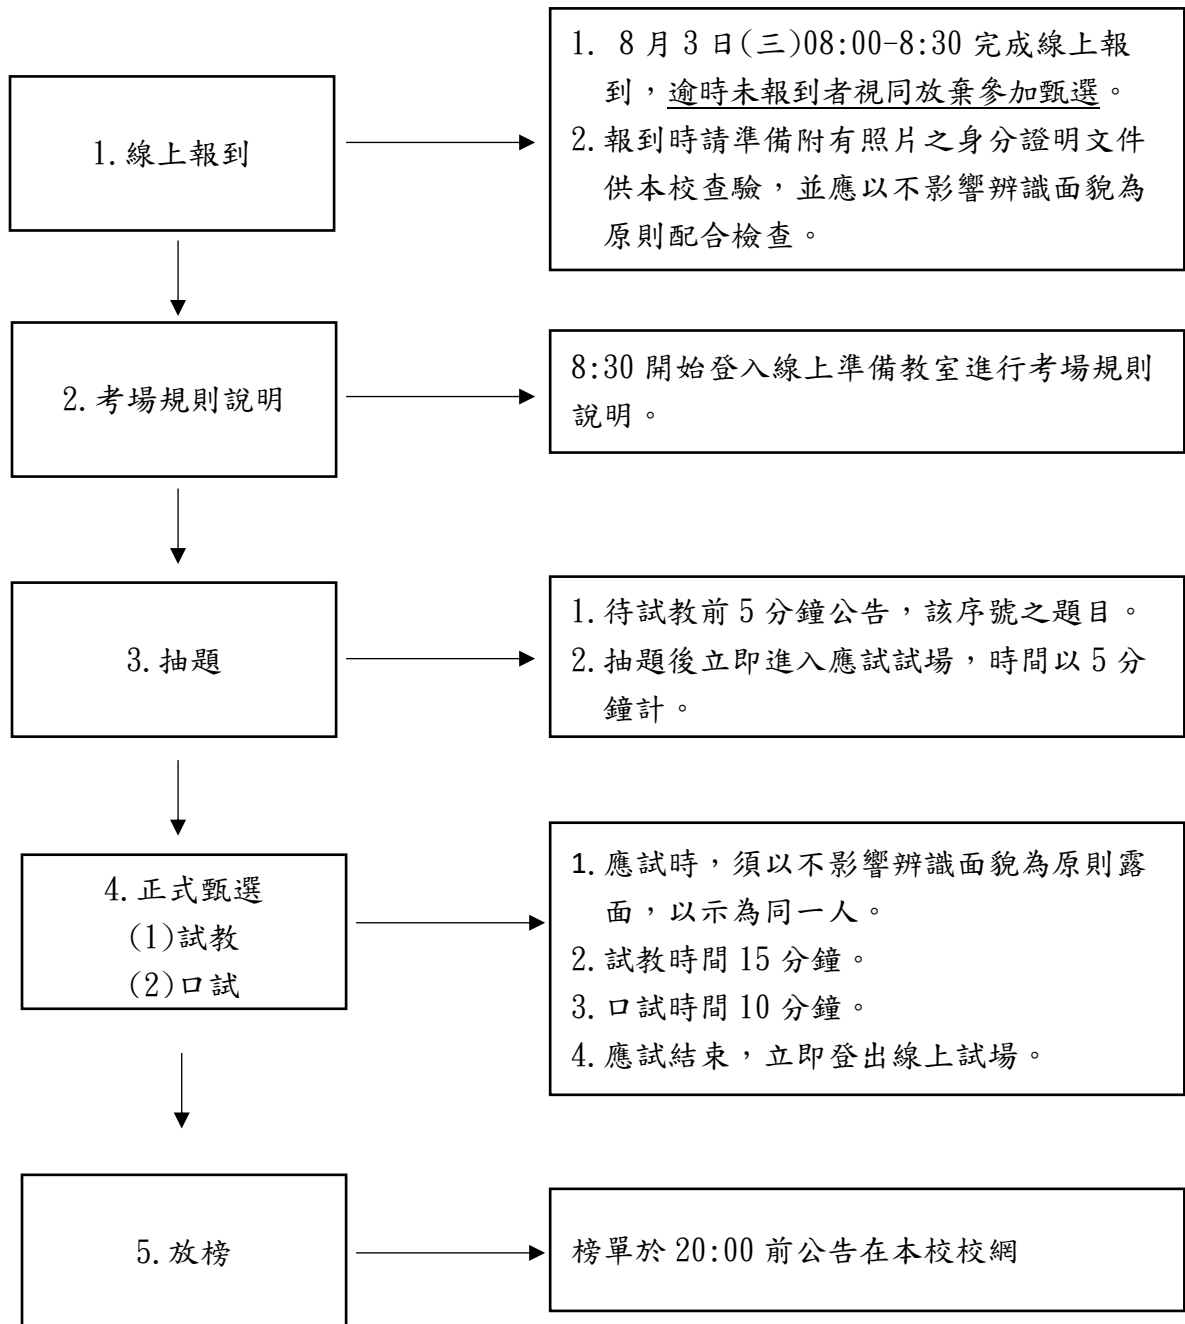 1.線上報到
1. 8月3日(三)08:00-8:30完成線上報
到，逾時未報到者視同放棄參加甄選。
2.報到時請準備附有照片之身分證明文件
供本校查驗，並應以不影響辨識面貌為
原則配合檢查。
2.考場規則說明
8:30開始登入線上準備教室進行考場規則
說明。
3.抽題
1.待試教前5分鐘公告，該序號之題目。
2.抽題後立即進入應試試場，時間以5分
鐘計。
4.正式甄選
(1)試教
(2)口試
1.應試時，須以不影響辨識面貌為原則露
面，以示為同一人。
2.試教時間15分鐘。
3.口試時間10分鐘。
4.應試結束，立即登出線上試場。
5.放榜
榜單於20:00前公告在本校校網